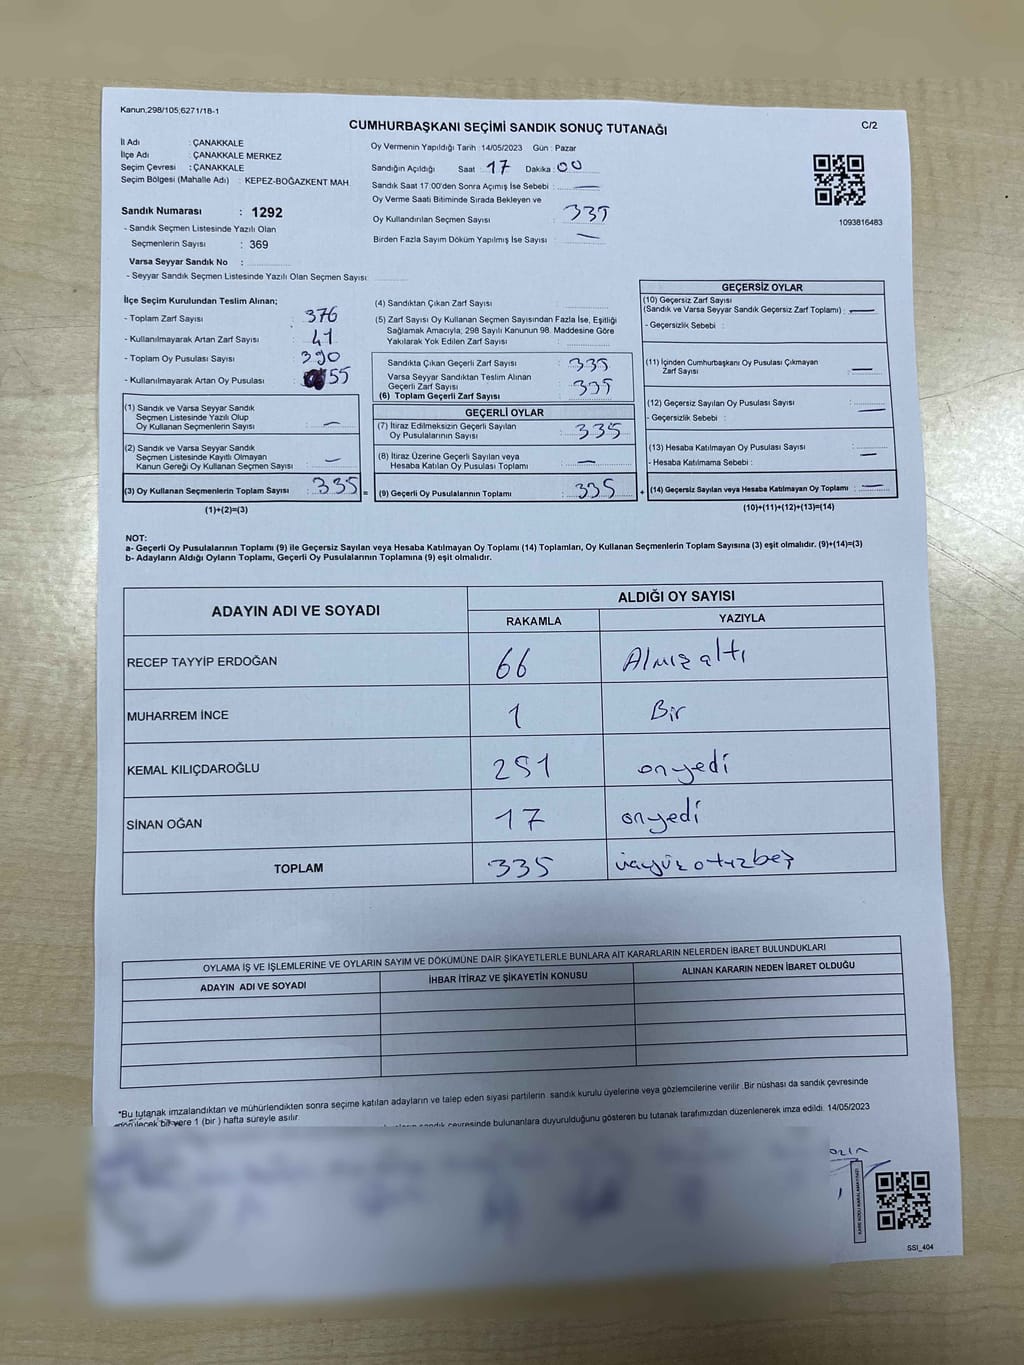 Kanun,298/105;6271/18-1
CUMHURBAŞKANI SEÇİMİ SANDIK SONUÇ TUTANAĞI
C/2
İl Adı : ÇANAKKALE
İlçe Adı : ÇANAKKALE MERKEZ
Seçim Çevresi : ÇANAKKALE
Seçim Bölgesi (Mahalle Adı) : KEPEZ-BOĞAZKENT MAH.
Sandık Numarası : 1292
- Sandık Seçmen Listesinde Yazılı Olan
Seçmenlerin Sayısı : 369
Varsa Seyyar Sandık No :
- Seyyar Sandık Seçmen Listesinde Yazılı Olan Seçmen Sayısı:
Oy Vermenin Yapıldığı Tarih : 14/05/2023 Gün : Pazar
Sandığın Açıldığı Saat : 17 Dakika : 00
Sandık Saat 17:00'den Sonra Açımış İse Sebebi : —
Oy Verme Saati Bitiminde Sırada Bekleyen ve
Oy Kullandırılan Seçmen Sayısı : 335
Birden Fazla Sayım Döküm Yapılmış İse Sayısı : —
1093816483
İlçe Seçim Kurulundan Teslim Alınan;
- Toplam Zarf Sayısı : 376
- Kullanılmayarak Artan Zarf Sayısı : 41
- Toplam Oy Pusulası Sayısı : 390
- Kullanılmayarak Artan Oy Pusulası : 55
(1) Sandık ve Varsa Seyyar Sandık
Seçmen Listesinde Yazılı Olup
Oy Kullanan Seçmenlerin Sayısı : —
(2) Sandık ve Varsa Seyyar Sandık
Seçmen Listesinde Kayıtlı Olmayan
Kanun Gereği Oy Kullanan Seçmen Sayısı : —
(3) Oy Kullanan Seçmenlerin Toplam Sayısı : 335 =
(1)+(2)=(3)
(4) Sandıktan Çıkan Zarf Sayısı :
(5) Zarf Sayısı Oy Kullanan Seçmen Sayısından Fazla İse, Eşitliği
Sağlamak Amacıyla, 298 Sayılı Kanunun 98. Maddesine Göre
Yakılarak Yok Edilen Zarf Sayısı :
Sandıkta Çıkan Geçerli Zarf Sayısı : 335
Varsa Seyyar Sandıktan Teslim Alınan
Geçerli Zarf Sayısı : 335
(6) Toplam Geçerli Zarf Sayısı :
GEÇERLİ OYLAR
(7) İtiraz Edilmeksizin Geçerli Sayılan
Oy Pusulalarının Sayısı : 335
(8) İtiraz Üzerine Geçerli Sayılan veya
Hesaba Katılan Oy Pusulası Toplamı : —
(9) Geçerli Oy Pusulalarının Toplamı : 335 +
GEÇERSİZ OYLAR
(10) Geçersiz Zarf Sayısı
(Sandık ve Varsa Seyyar Sandık Geçersiz Zarf Toplamı) : —
- Geçersizlik Sebebi :
(11) İçinden Cumhurbaşkanı Oy Pusulası Çıkmayan
Zarf Sayısı : —
(12) Geçersiz Sayılan Oy Pusulası Sayısı : —
- Geçersizlik Sebebi :
(13) Hesaba Katılmayan Oy Pusulası Sayısı : —
- Hesaba Katılmama Sebebi :
(14) Geçersiz Sayılan veya Hesaba Katılmayan Oy Toplamı : —
(10)+(11)+(12)+(13)=(14)
NOT:
a- Geçerli Oy Pusulalarının Toplamı (9) ile Geçersiz Sayılan veya Hesaba Katılmayan Oy Toplamı (14) Toplamları, Oy Kullanan Seçmenlerin Toplam Sayısına (3) eşit olmalıdır. (9)+(14)=(3)
b- Adayların Aldığı Oyların Toplamı, Geçerli Oy Pusulalarının Toplamına (9) eşit olmalıdır.
ADAYIN ADI VE SOYADI ALDIĞI OY SAYISI
RAKAMLA YAZIYLA
RECEP TAYYİP ERDOĞAN 66 Almışaltı
MUHARREM İNCE 1 Bir
KEMAL KILIÇDAROĞLU 251 onyedi
SİNAN OĞAN 17 onyedi
TOPLAM 335 üçyüzotuzbeş
OYLAMA İŞ VE İŞLEMLERİNE VE OYLARIN SAYIM VE DÖKÜMÜNE DAİR ŞİKAYETLERLE BUNLARA AİT KARARLARIN NELERDEN İBARET BULUNDUKLARI
ADAYIN ADI VE SOYADI İHBAR İTİRAZ VE ŞİKAYETİN KONUSU ALINAN KARARIN NEDEN İBARET OLDUĞU
*Bu tutanak imzalandıktan ve mühürlendikten sonra seçime katılan adayların ve talep eden siyasi partilerin sandık kurulu üyelerine veya gözlemcilerine verilir .Bir nüshası da sandık çevresinde
görülecek bir yere 1 (bir ) hafta süreyle asılır.
sandık çevresinde bulunanlara duyurulduğunu gösteren bu tutanak tarafımızdan düzenlenerek imza edildi. 14/05/2023
SSI_404